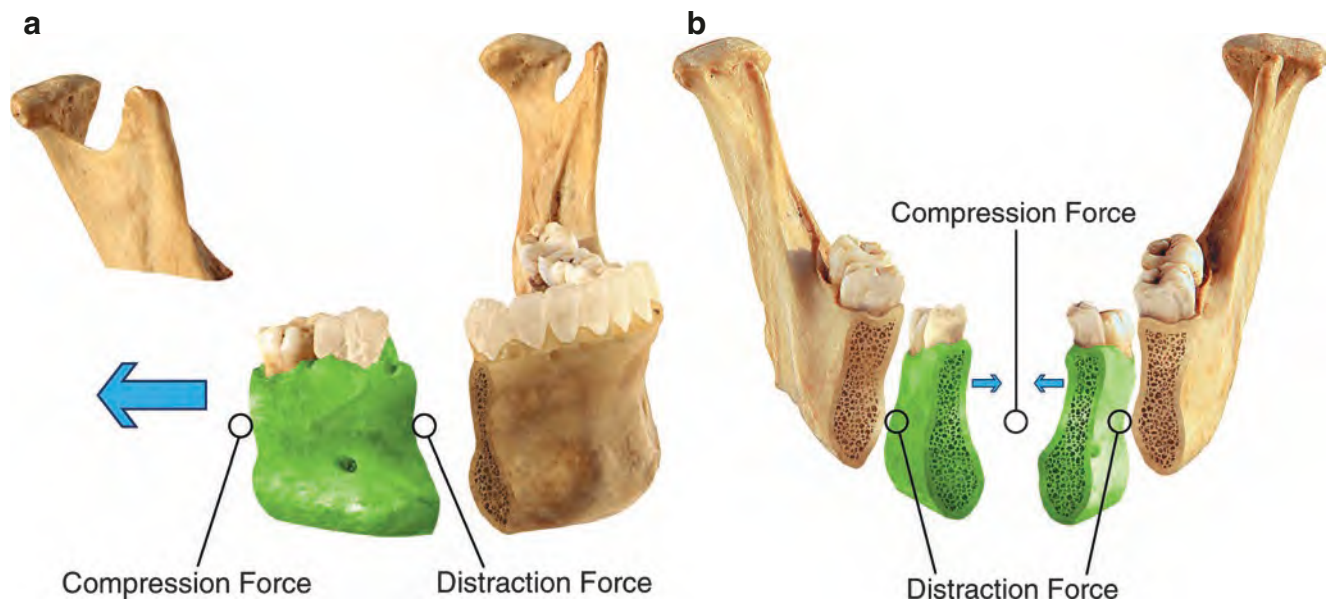 a
b
Compression Force
Compression Force
Distraction Force
Distraction Force